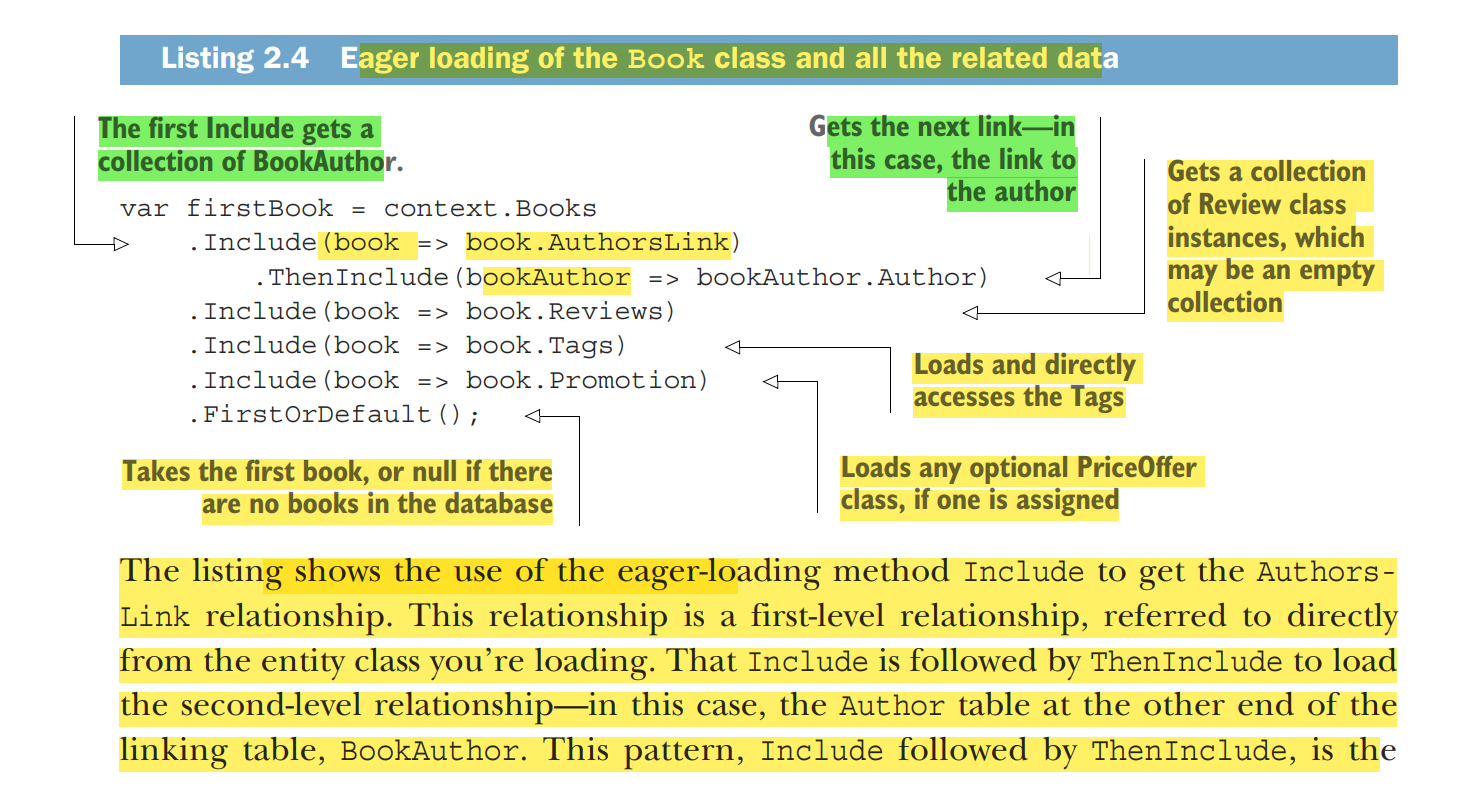 Listing 2.4 Eager loading of the Book class and all the related data
The first Include gets a
collection of BookAuthor.
Gets the next link—in
this case, the link to
the author
Gets a collection
of Review class
instances, which
may be an empty
collection
var firstBook = context.Books
.Include(book => book.AuthorsLink)
.ThenInclude(bookAuthor => bookAuthor.Author)
.Include(book => book.Reviews)
.Include(book => book.Tags)
.Include(book => book.Promotion)
.FirstOrDefault();
Loads and directly
accesses the Tags
Takes the first book, or null if there
are no books in the database
Loads any optional PriceOffer
class, if one is assigned
The listing shows the use of the eager-loading method Include to get the Authors-
Link relationship. This relationship is a first-level relationship, referred to directly
from the entity class you’re loading. That Include is followed by ThenInclude to load
the second-level relationship—in this case, the Author table at the other end of the
linking table, BookAuthor. This pattern, Include followed by ThenInclude, is the